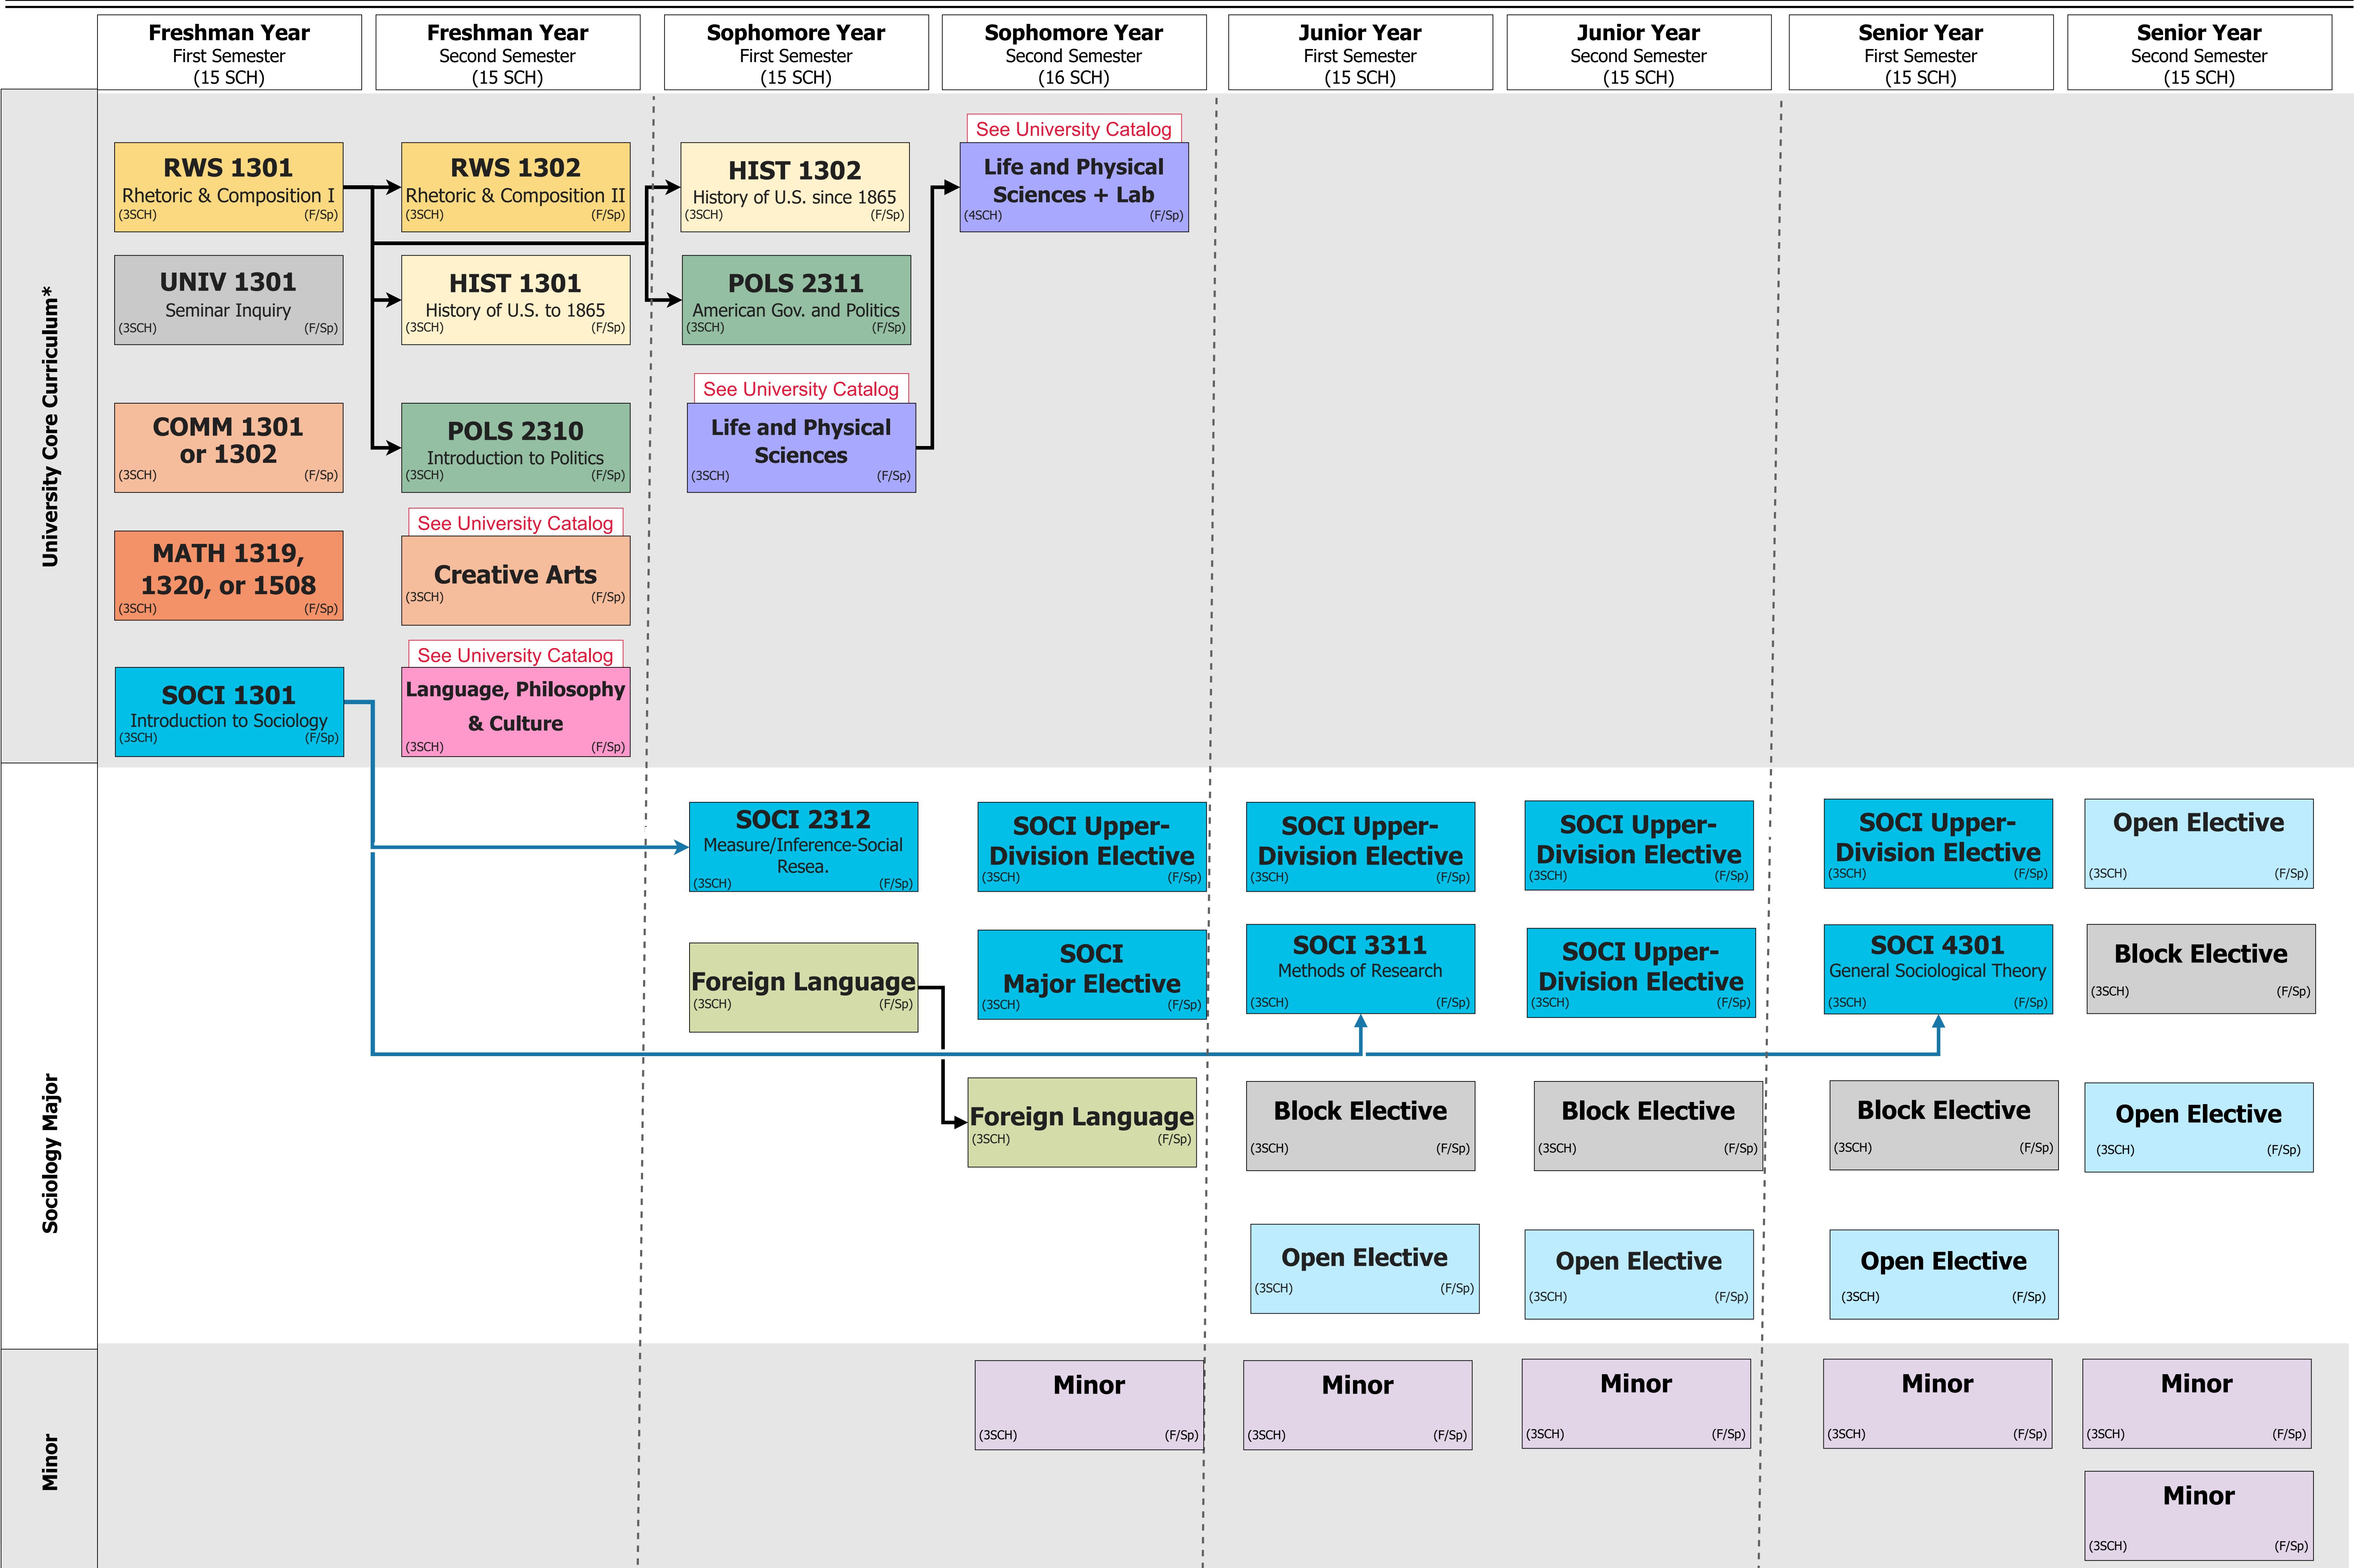 Freshman Year
First Semester
(15 SCH)
Freshman Year
Second Semester
(15 SCH)
Sophomore Year
First Semester
(15 SCH)
Sophomore Year
Second Semester
(16 SCH)
Junior Year
First Semester
(15 SCH)
Junior Year
Second Semester
(15 SCH)
Senior Year
First Semester
(15 SCH)
Senior Year
Second Semester
(15 SCH)
University Core Curriculum*
RWS 1301
Rhetoric & Composition I
(3SCH) (F/Sp)
RWS 1302
Rhetoric & Composition II
(3SCH) (F/Sp)
HIST 1302
History of U.S. since 1865
(3SCH) (F/Sp)
See University Catalog
Life and Physical
Sciences + Lab
(4SCH) (F/Sp)
UNIV 1301
Seminar Inquiry
(3SCH) (F/Sp)
HIST 1301
History of U.S. to 1865
(3SCH) (F/Sp)
POLS 2311
American Gov. and Politics
(3SCH) (F/Sp)
COMM 1301
or 1302
(3SCH) (F/Sp)
POLS 2310
Introduction to Politics
(3SCH) (F/Sp)
See University Catalog
Life and Physical
Sciences
(3SCH) (F/Sp)
MATH 1319,
1320, or 1508
(3SCH) (F/Sp)
See University Catalog
Creative Arts
(3SCH) (F/Sp)
SOCI 1301
Introduction to Sociology
(3SCH) (F/Sp)
See University Catalog
Language, Philosophy
& Culture
(3SCH) (F/Sp)
Sociology Major
SOCI 2312
Measure/Inference-Social
Resea.
(3SCH) (F/Sp)
SOCI Upper-
Division Elective
(3SCH) (F/Sp)
SOCI Upper-
Division Elective
(3SCH) (F/Sp)
SOCI Upper-
Division Elective
(3SCH) (F/Sp)
SOCI Upper-
Division Elective
(3SCH) (F/Sp)
Open Elective
(3SCH) (F/Sp)
Foreign Language
(3SCH) (F/Sp)
SOCI
Major Elective
(3SCH) (F/Sp)
SOCI 3311
Methods of Research
(3SCH) (F/Sp)
SOCI Upper-
Division Elective
(3SCH) (F/Sp)
SOCI 4301
General Sociological Theory
(3SCH) (F/Sp)
Block Elective
(3SCH) (F/Sp)
Foreign Language
(3SCH) (F/Sp)
Block Elective
(3SCH) (F/Sp)
Block Elective
(3SCH) (F/Sp)
Block Elective
(3SCH) (F/Sp)
Open Elective
(3SCH) (F/Sp)
Open Elective
(3SCH) (F/Sp)
Open Elective
(3SCH) (F/Sp)
Open Elective
(3SCH) (F/Sp)
Minor
Minor
(3SCH) (F/Sp)
Minor
(3SCH) (F/Sp)
Minor
(3SCH) (F/Sp)
Minor
(3SCH) (F/Sp)
Minor
(3SCH) (F/Sp)
Minor
(3SCH) (F/Sp)